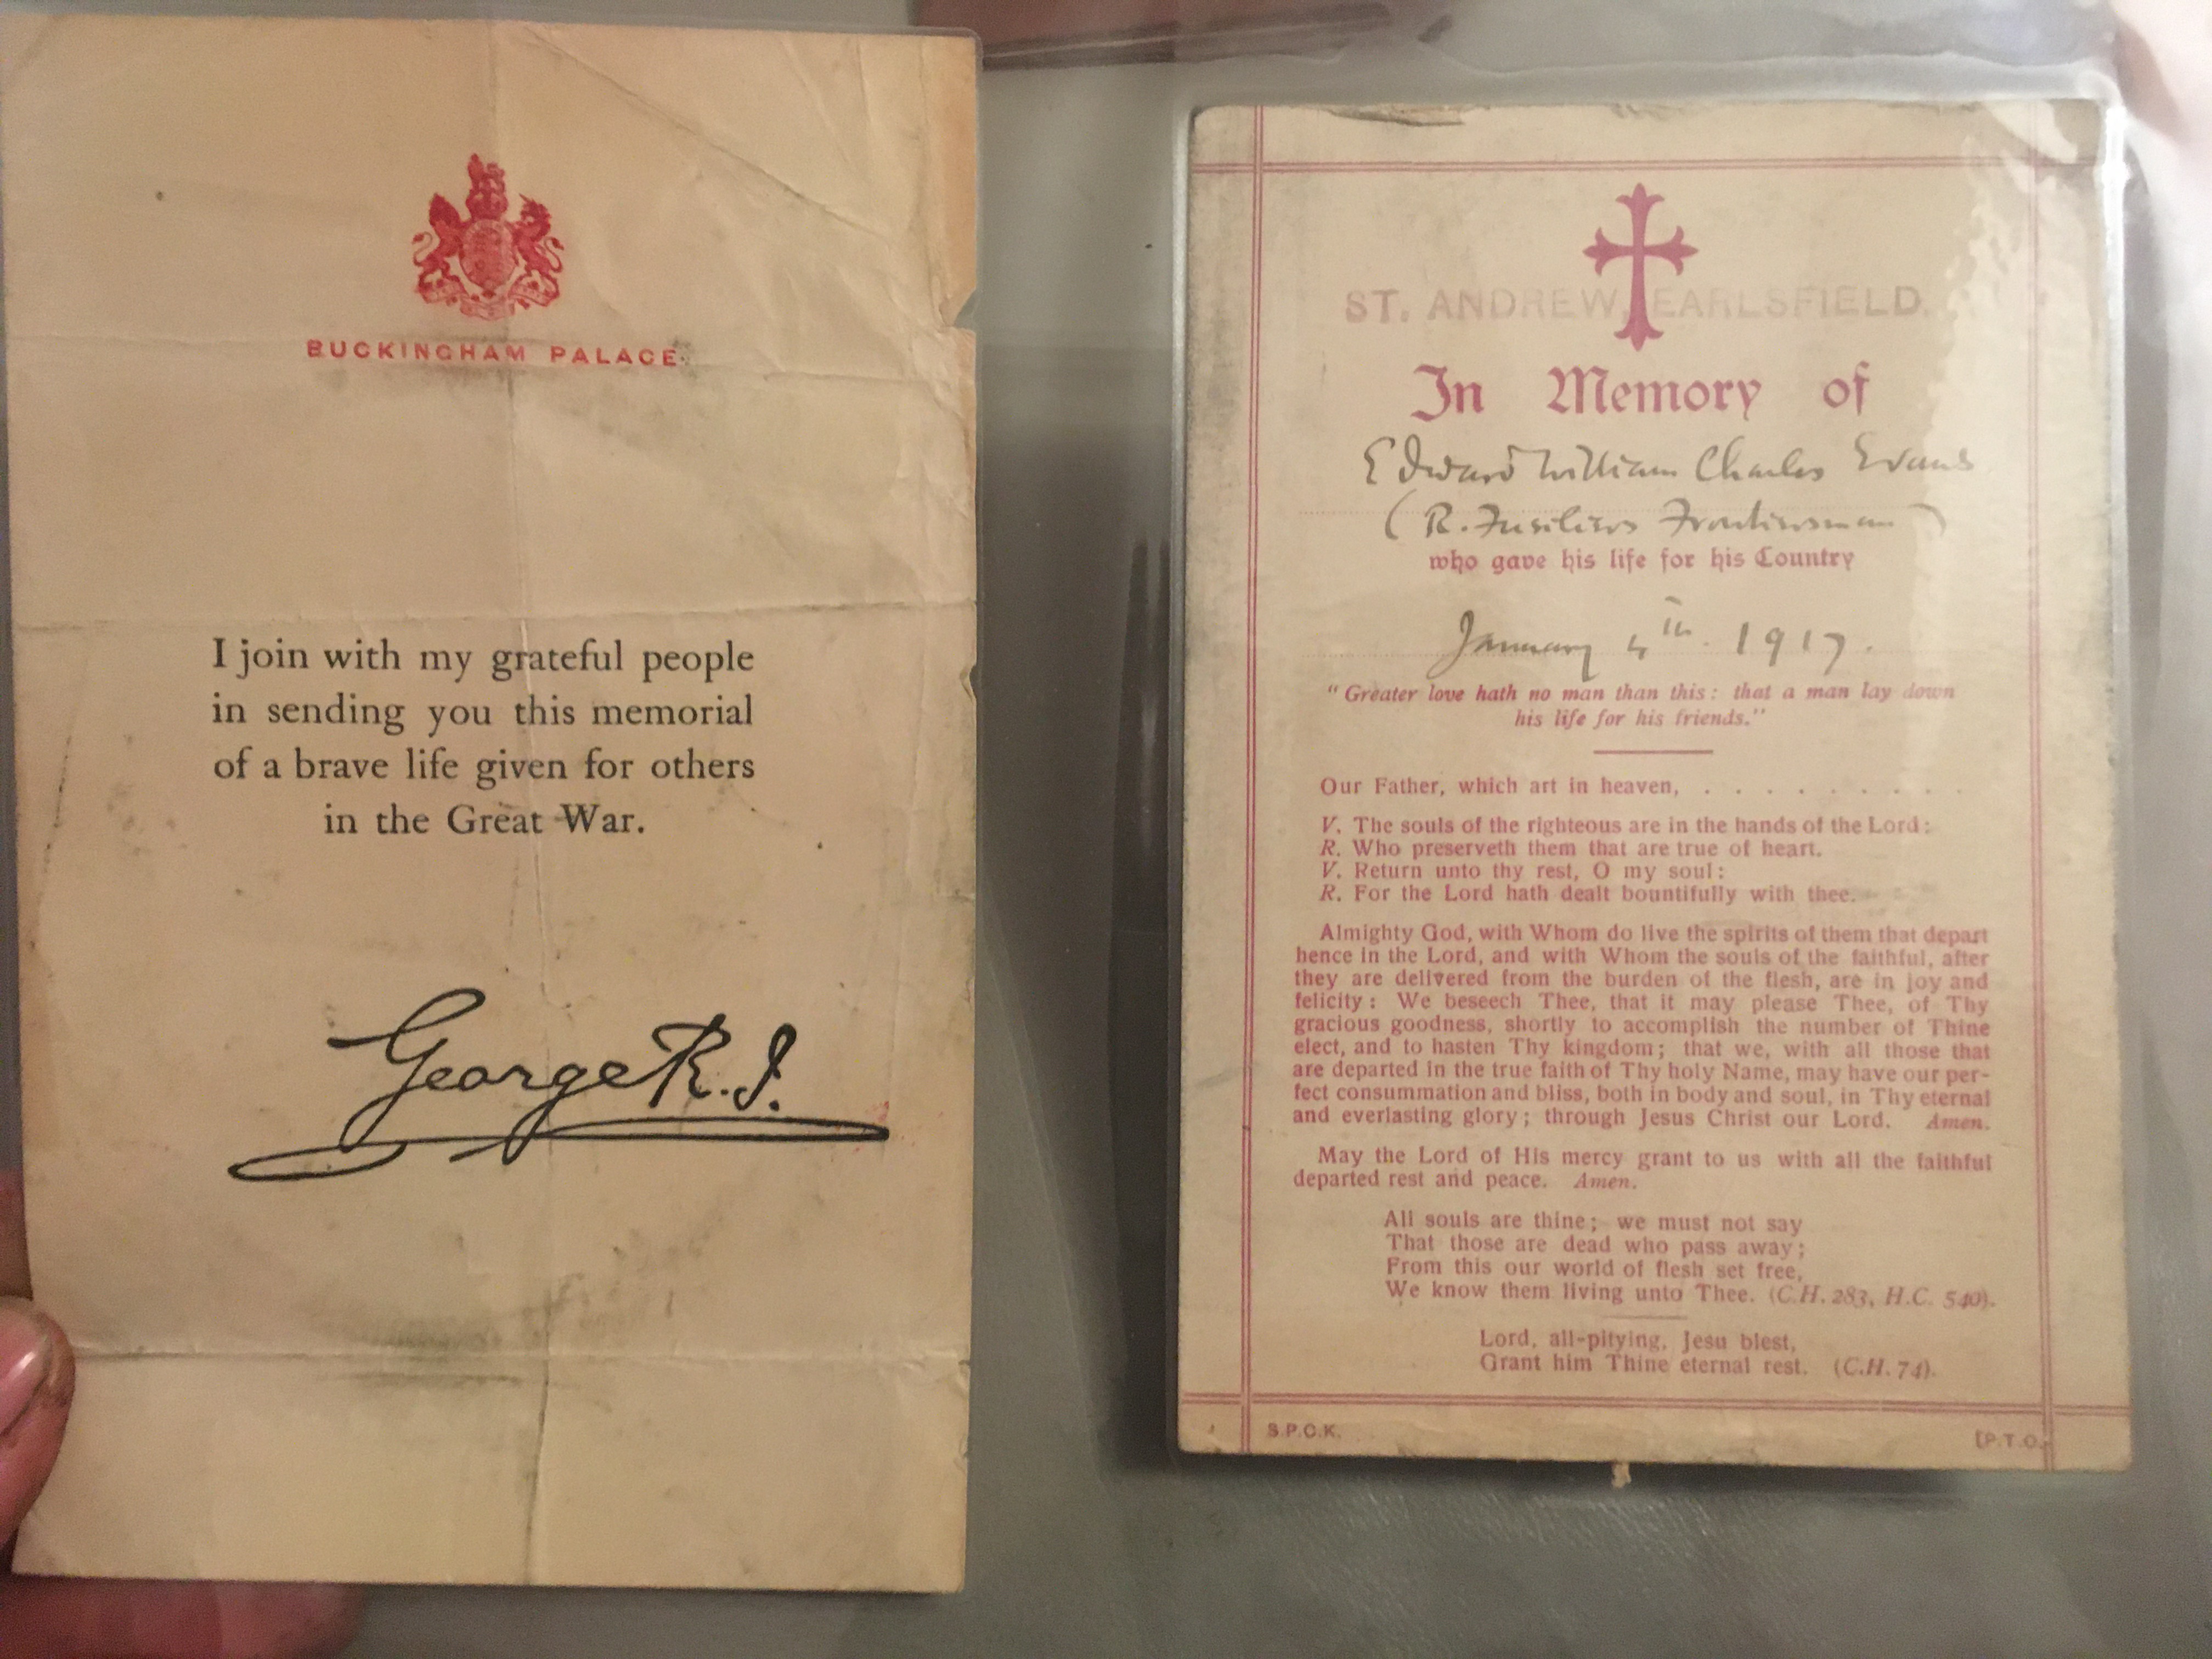 BUCKINGHAM PALACE
I join with my grateful people
in sending you this memorial
of a brave life given for others
in the Great War.
George R.I.
ST. ANDREW, EARLSFIELD.
In Memory of
Edward William Charles Evans
(R. Fusiliers Frontiersman)
who gave his life for his Country
January 4th. 1917.
"Greater love hath no man than this: that a man lay down
his life for his friends."
Our Father, which art in heaven, . . . . . . . . . .
V. The souls of the righteous are in the hands of the Lord:
R. Who preserveth them that are true of heart.
V. Return unto thy rest, O my soul:
R. For the Lord hath dealt bountifully with thee.
Almighty God, with Whom do live the spirits of them that depart
hence in the Lord, and with Whom the souls of the faithful, after
they are delivered from the burden of the flesh, are in joy and
felicity: We beseech Thee, that it may please Thee, of Thy
gracious goodness, shortly to accomplish the number of Thine
elect, and to hasten Thy kingdom; that we, with all those that
are departed in the true faith of Thy holy Name, may have our per-
fect consummation and bliss, both in body and soul, in Thy eternal
and everlasting glory; through Jesus Christ our Lord. Amen.
May the Lord of His mercy grant to us with all the faithful
departed rest and peace. Amen.
All souls are thine; we must not say
That those are dead who pass away;
From this our world of flesh set free,
We know them living unto Thee. (C.H. 283, H.C. 540).
Lord, all-pitying, Jesu blest,
Grant him Thine eternal rest. (C.H. 74).
S.P.C.K.
[P.T.O.